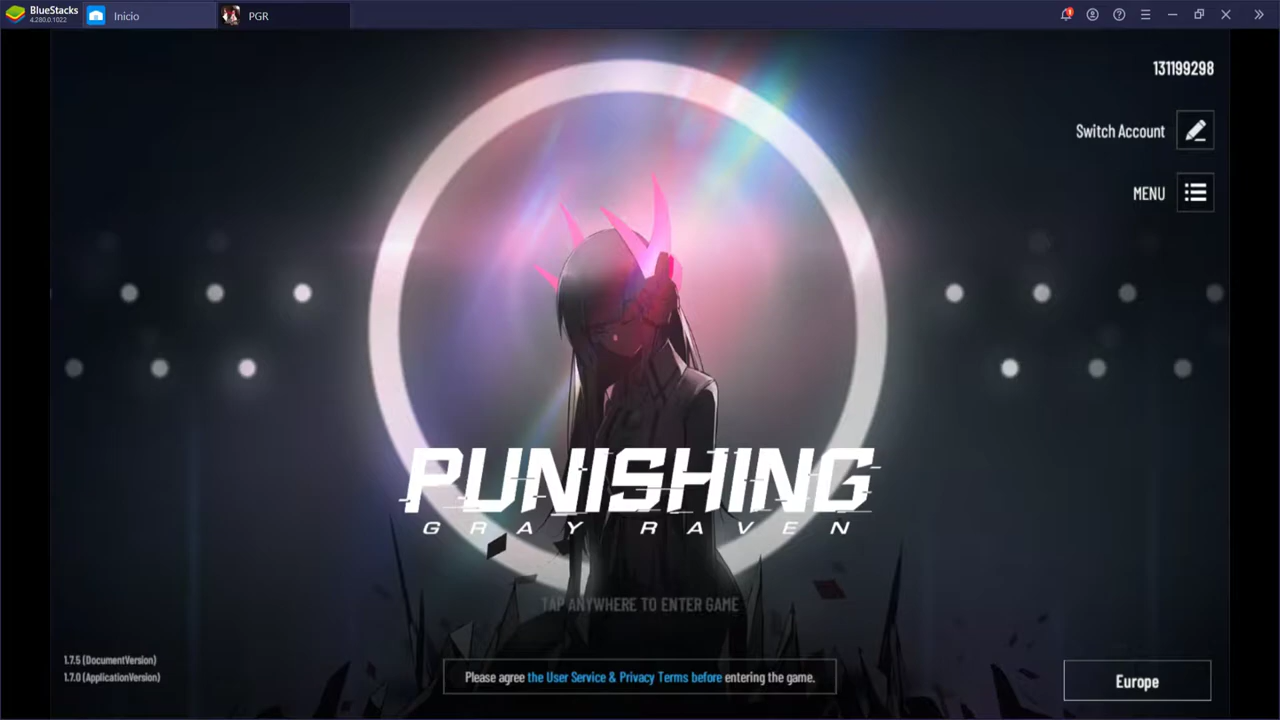 BlueStacks
4.280.0.1022
Inicio
PGR
131199298
Switch Account
MENU
PUNISHING
GRAY RAVEN
TAP ANYWHERE TO ENTER GAME
1.7.5 (DocumentVersion)
1.7.0 (ApplicationVersion)
Please agree the User Service & Privacy Terms before entering the game.
Europe